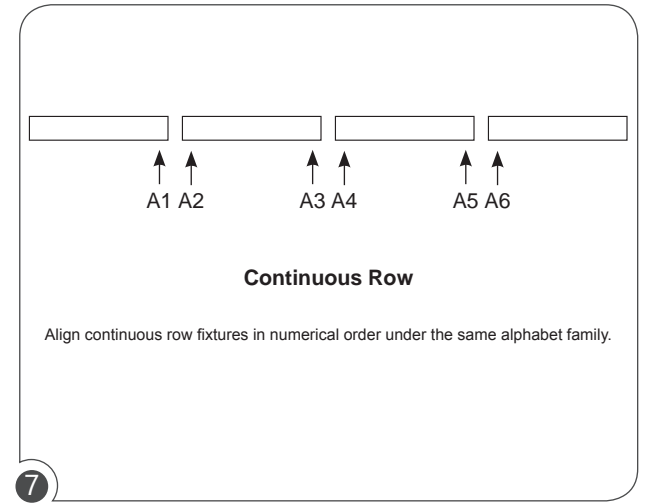 A1 A2 A3 A4 A5 A6
Continuous Row
Align continuous row fixtures in numerical order under the same alphabet family.
7